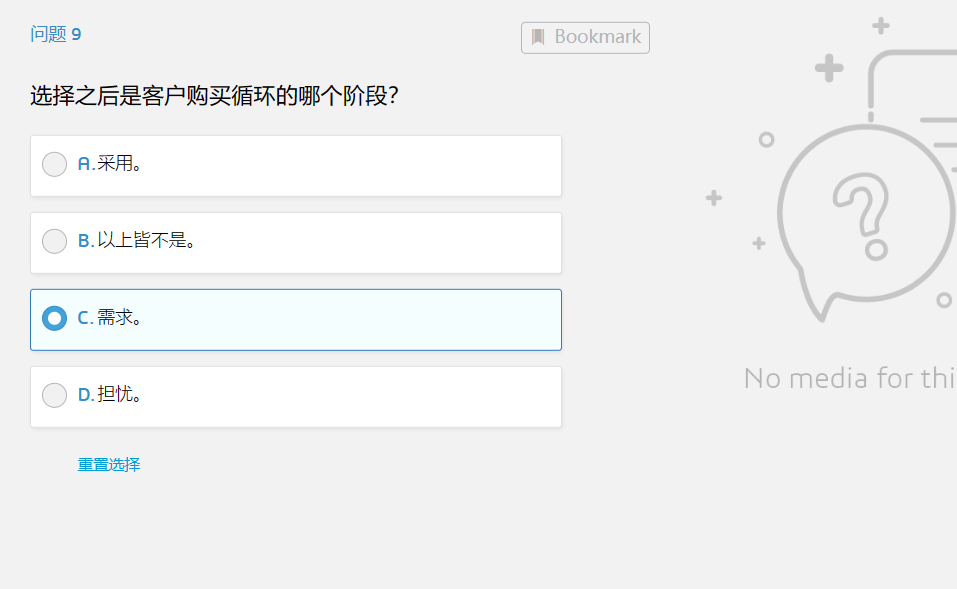 问题 9
Bookmark
选择之后是客户购买循环的哪个阶段？
A.采用。
B.以上皆不是。
C.需求。
D.担忧。
重置选择
No media for thi